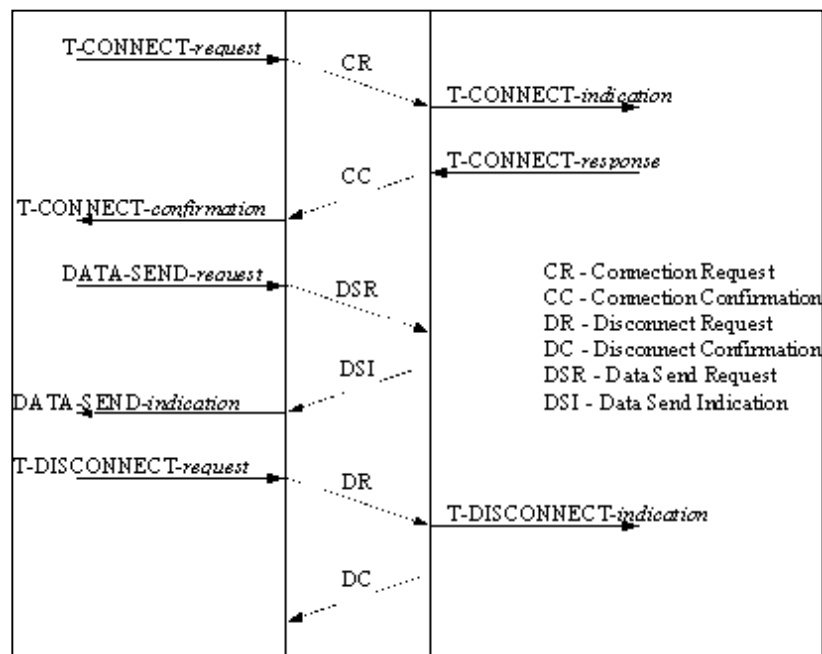 T-CONNECT-request
CR
T-CONNECT-indication
T-CONNECT-response
CC
T-CONNECT-confirmation
DATA-SEND-request
DSR
CR - Connection Request
CC - Connection Confirmation
DR - Disconnect Request
DC - Disconnect Confirmation
DSR - Data Send Request
DSI - Data Send Indication
DSI
DATA-SEND-indication
T-DISCONNECT-request
DR
T-DISCONNECT-indication
DC